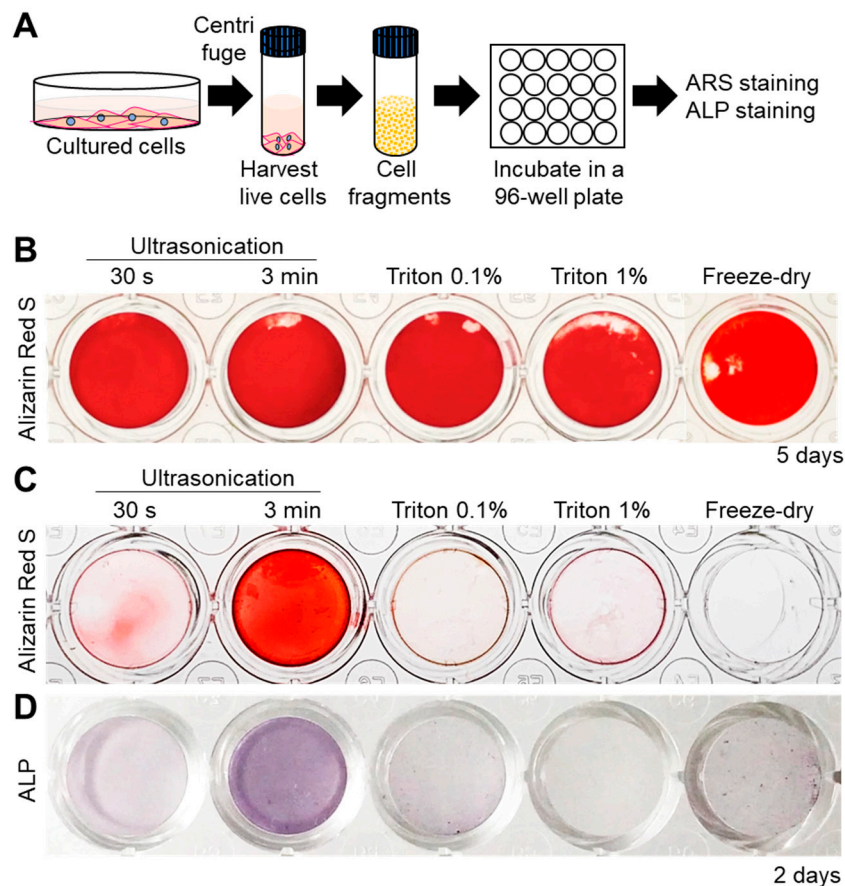 A
Centri
fuge
ARS staining
ALP staining
Cultured cells
Harvest
live cells
Cell
fragments
Incubate in a
96-well plate
B
Ultrasonication
30 s
3 min
Triton 0.1%
Triton 1%
Freeze-dry
Alizarin Red S
5 days
C
Ultrasonication
30 s
3 min
Triton 0.1%
Triton 1%
Freeze-dry
Alizarin Red S
D
ALP
2 days